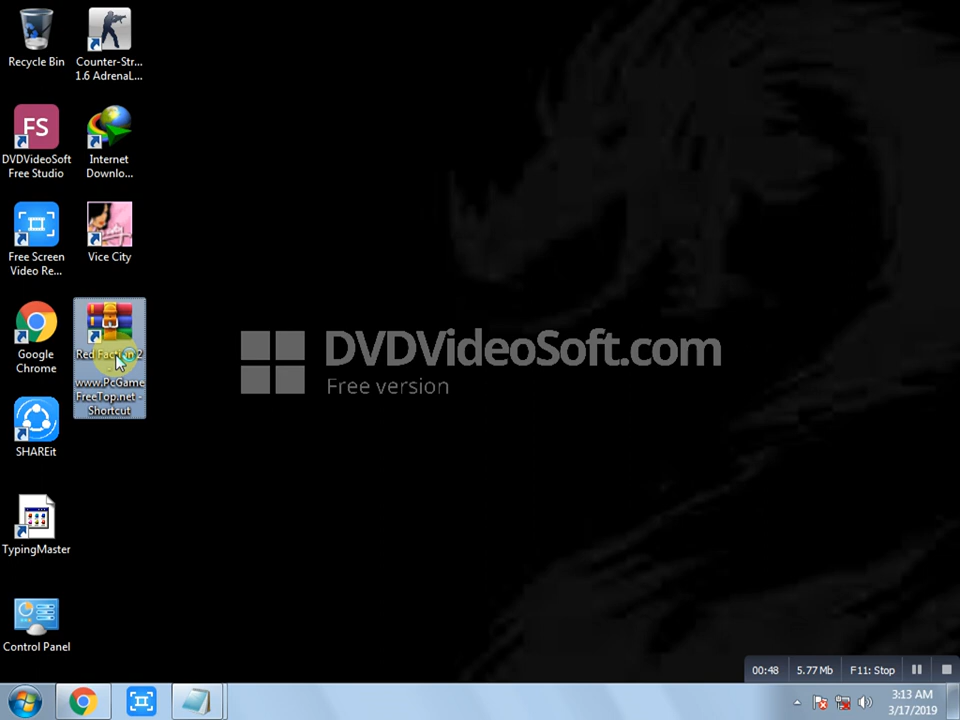 Recycle Bin
Counter-Str...
1.6 AdrenaL...
FS
DVDVideoSoft
Free Studio
Internet
Downlo...
Free Screen
Video Re...
Vice City
Google
Chrome
Red Faction 2
-
www.PcGame
FreeTop.net -
Shortcut
SHAREit
TypingMaster
Control Panel
DVDVideoSoft.com
Free version
00:48
5.77 Mb
F11: Stop
3:13 AM
3/17/2019